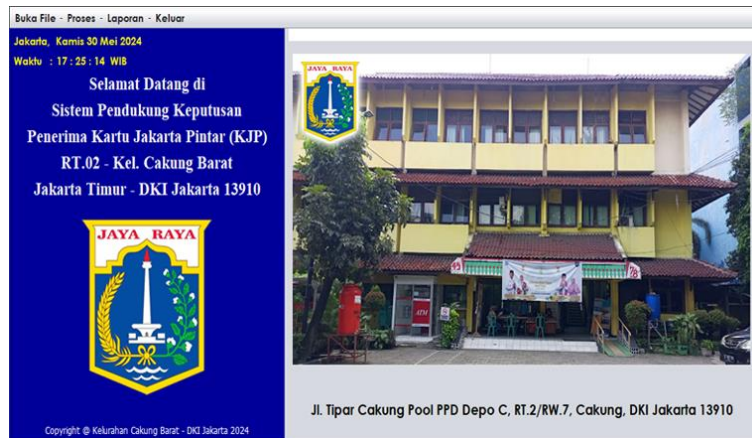 Buka File - Proses - Laporan - Keluar
Jakarta, Kamis 30 Mei 2024
Waktu : 17 : 25 : 14 WIB
Selamat Datang di
Sistem Pendukung Keputusan
Penerima Kartu Jakarta Pintar (KJP)
RT.02 - Kel. Cakung Barat
Jakarta Timur - DKI Jakarta 13910
JAYA RAYA
Copyright @ Kelurahan Cakung Barat - DKI Jakarta 2024
JAYA RAYA
ATM
Jl. Tipar Cakung Pool PPD Depo C, RT.2/RW.7, Cakung, DKI Jakarta 13910